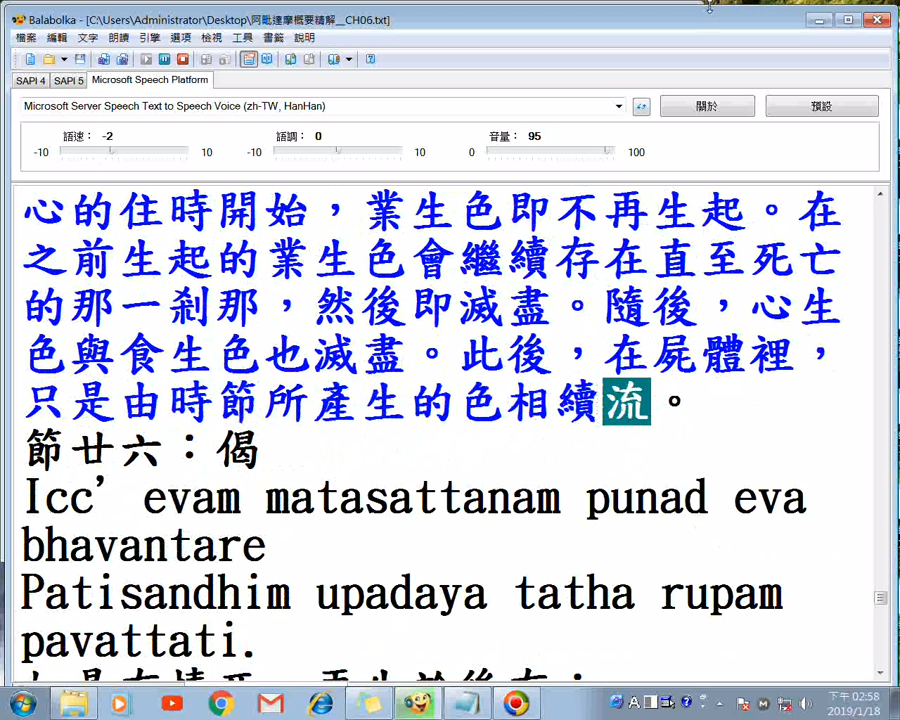 Balabolka - [C:\Users\Administrator\Desktop\阿毗達摩概要精解__CH06.txt]
檔案 編輯 文字 朗讀 引擎 選項 檢視 工具 書籤 說明
SAPI 4 SAPI 5 Microsoft Speech Platform
Microsoft Server Speech Text to Speech Voice (zh-TW, HanHan) 關於 預設
語速： -2 語調： 0 音量： 95
-10 10 -10 10 0 100
心的住時開始，業生色即不再生起。在
之前生起的業生色會繼續存在直至死亡
的那一剎那，然後即滅盡。隨後，心生
色與食生色也滅盡。此後，在屍體裡，
只是由時節所產生的色相續流。
節廿六：偈
Icc’ evam matasattanam punad eva
bhavantare
Patisandhim upadaya tatha rupam
pavattati.
下午 02:58
2019/1/18